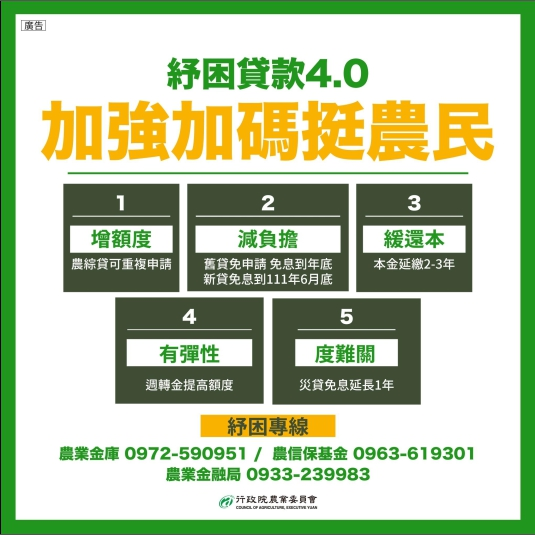 廣告
紓困貸款4.0
加強加碼挺農民
1
增額度
農綜貸可重複申請
2
減負擔
舊貸免申請 免息到年底
新貸免息到111年6月底
3
緩還本
本金延繳2-3年
4
有彈性
週轉金提高額度
5
度難關
災貸免息延長1年
紓困專線
農業金庫 0972-590951 / 農信保基金 0963-619301
農業金融局 0933-239983
行政院農業委員會
COUNCIL OF AGRICULTURE, EXECUTIVE YUAN